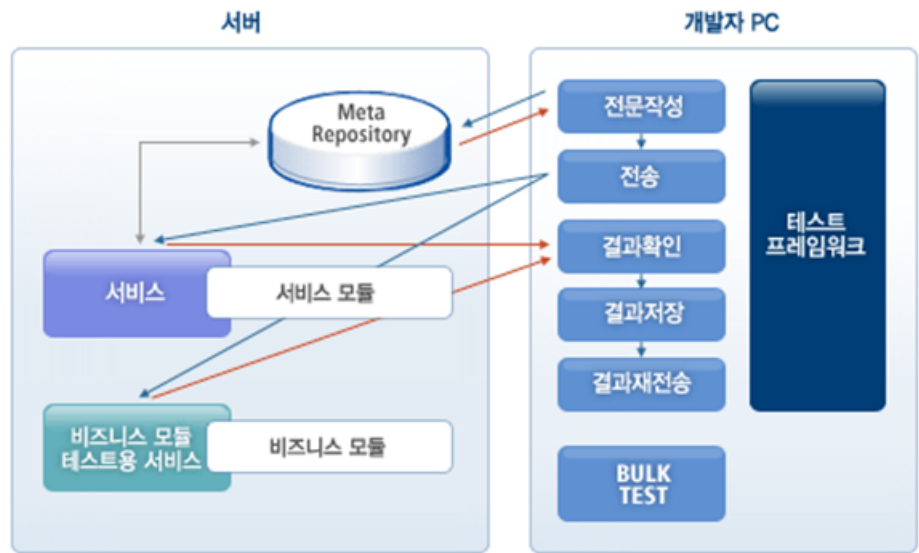 서버
Meta
Repository
서비스
서비스 모듈
비즈니스 모듈
테스트용 서비스
비즈니스 모듈
개발자 PC
전문작성
전송
결과확인
결과저장
결과재전송
BULK
TEST
테스트
프레임워크